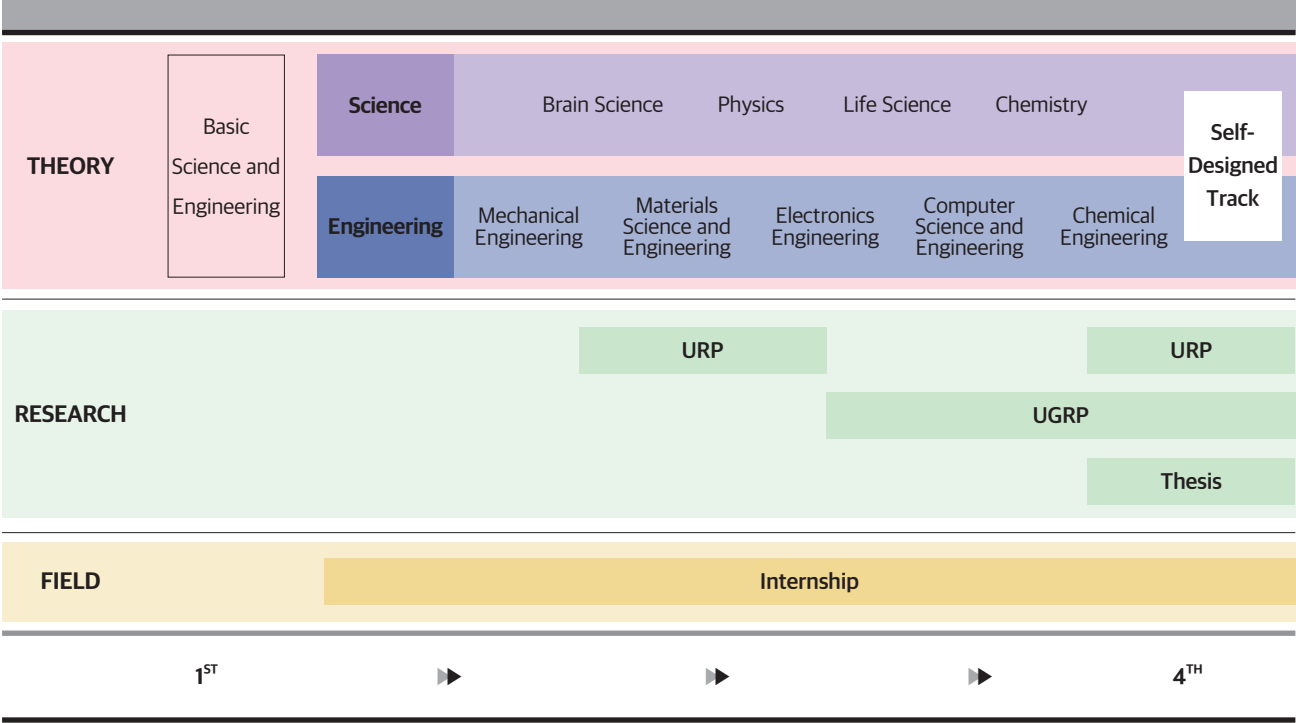 THEORY
Basic
Science and
Engineering
Science
Brain Science
Physics
Life Science
Chemistry
Engineering
Mechanical
Engineering
Materials
Science and
Engineering
Electronics
Engineering
Computer
Science and
Engineering
Chemical
Engineering
Self-
Designed
Track
RESEARCH
URP
URP
UGRP
Thesis
FIELD
Internship
1ST
4TH